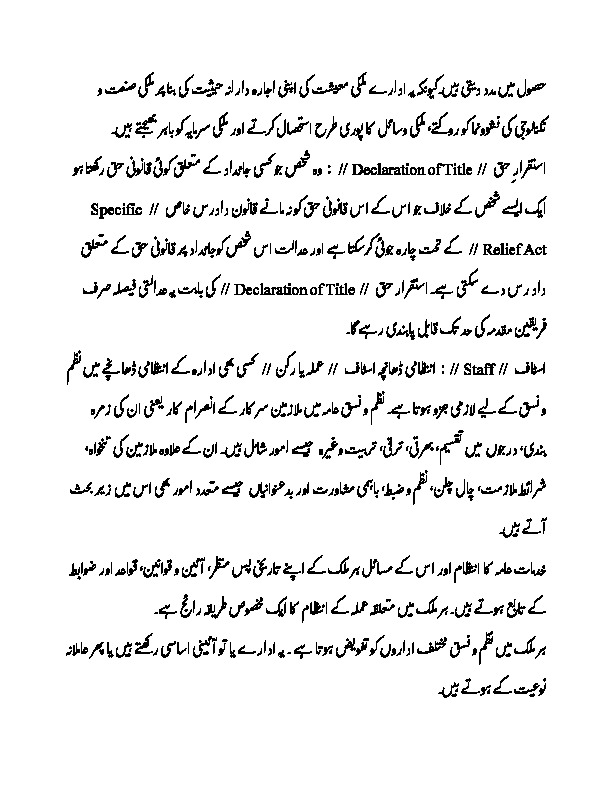 حصول میں مدد دیتی ہیں۔ کیونکہ یہ ادارے ملکی معیشت کی اپنی اجارہ دارانہ حیثیت کی بنا پر ملکی صنعت و
تکنلوجی کی نشوونما کو روکتے، ملکی وسائل کا پوری طرح استحصال کرتے اور ملکی سرمایہ کو باہر بھیجتے ہیں۔
استقرارِ حق // Declaration of Title // : وہ شخص جو کسی جائداد کے متعلق کوئی قانونی حق رکھتا ہو
ایک ایسے شخص کے خلاف جو اس کے اس قانونی حق کو نہ مانے قانون دادرس خاص // Specific
Relief Act // کے تحت چارہ جوئی کر سکتا ہے اور عدالت اس شخص کو جائداد پر قانونی حق کے متعلق
داد رس دے سکتی ہے۔ استقرار حق // Declaration of Title // کی بابت یہ عدالتی فیصلہ صرف
فریقین مقدمہ کی حد تک قابل پابندی رہے گا۔
اسٹاف // Staff // : انتظامی ڈھانچہ اسٹاف // عملہ یا رکن // کسی بھی ادارہ کے انتظامی ڈھانچے میں نظم
و نسق کے لیے لازمی جزو ہوتا ہے۔ نظم و نسق عامہ میں ملازمین سرکار کے انصرام کار یعنی ان کی زمرہ
بندی، درجوں میں تقسیم، بھرتی، ترقی، تربیت وغیرہ جیسے امور شامل ہیں۔ ان کے علاوہ ملازمین کی تنخواہ،
شرائط ملازمت، چال چلن، نظم و ضبط، باہمی مشاورت اور بدعنوانیاں جیسے متعدد امور بھی اس میں زیر بحث
آتے ہیں۔
خدمات عامہ کا انتظام اور اس کے مسائل ہر ملک کے اپنے تاریخی پس منظر، آئین و قوانین، قواعد اور ضوابط
کے تابع ہوتے ہیں۔ ہر ملک میں متعلقہ عملہ کے انتظام کا ایک مخصوص طریقہ رائج ہے۔
ہر ملک میں نظم و نسق مختلف اداروں کو تفویض ہوتا ہے ۔ یہ ادارے یا تو آئینی اساسی رکھتے ہیں یا پھر عاملانہ
نوعیت کے ہوتے ہیں۔